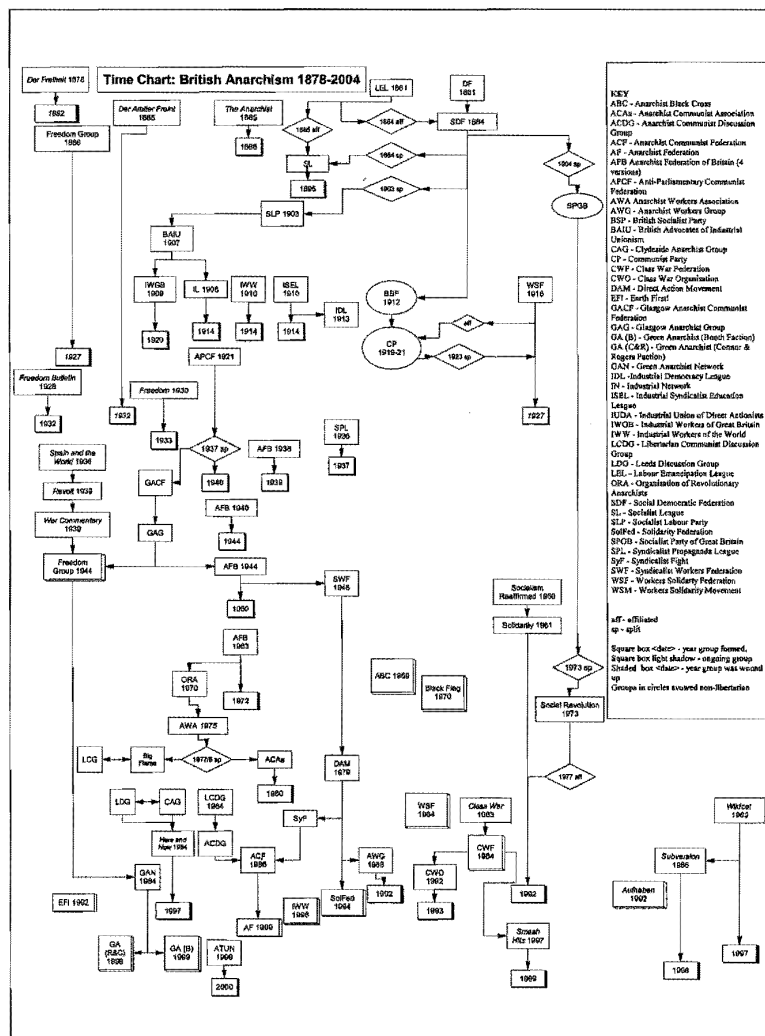 Time Chart: British Anarchism 1878-2004
Der Freiheit 1878
1882
Freedom Group
1886
Der Arbeiter Freint
1885
The Anarchist
1885
1888
LEL 1881
DF
1881
1885 aff
1884 aff
SDF 1884
SL
1884 sp
1895
1903 sp
1904 sp
SPGB
SLP 1903
BAIU
1907
IWGB
1909
IL 1908
IWW
1910
ISEL
1910
IDL
1913
1920
1914
1914
1914
BSP
1912
WSF
1916
aff
CP
1919-21
1923 sp
1927
1927
APCF 1921
Freedom Bulletin
1928
1932
1932
Freedom 1930
1933
1937 sp
SPL
1936
1937
Spain and the
World 1936
AFB 1938
1939
1940
GACF
Revolt 1939
War Commentary
1939
AFB 1940
1944
GAG
Freedom
Group 1944
AFB 1944
1950
SWF
1945
Socialism
Reaffirmed 1960
Solidarity 1961
AFB
1963
ORA
1970
1972
ABC 1969
Black Flag
1970
1973 sp
Social Revolution
1973
AWA 1975
LCG
Big
Flame
1977/8 sp
ACAs
1980
DAM
1979
1977 aff
LDG
CAG
LCDG
1984
SyF
WSF
1984
Class War
1983
Wildcat
1982
Here and
Now 1984
ACDG
ACF
1986
AWG
1988
CWF
1984
Subversion
1985
GAN
1984
CWO
1992
EFI 1992
1997
IWW
1995
SolFed
1994
1992
1993
1992
Aufheben
1992
AF 1999
Smash
Hits 1997
GA
(R&C)
1998
GA (B)
1999
ATUN
1998
2000
1999
1998
1997
KEY
ABC - Anarchist Black Cross
ACAs - Anarchist Communist Association
ACDG - Anarchist Communist Discussion
Group
ACF - Anarchist Communist Federation
AF - Anarchist Federation
AFB Anarchist Federation of Britain (4
versions)
APCF - Anti-Parliamentary Communist
Federation
AWA Anarchist Workers Association
AWG - Anarchist Workers Group
BSP - British Socialist Party
BAIU - British Advocates of Industrial
Unionism
CAG - Clydeside Anarchist Group
CP - Communist Party
CWF - Class War Federation
CWO - Class War Organisation
DAM - Direct Action Movement
EFI - Earth First!
GACF - Glasgow Anarchist Communist
Federation
GAG - Glasgow Anarchist Group
GA (B) - Green Anarchist (Booth Faction)
GA (C&R) - Green Anarchist (Connor &
Rogers Faction)
GAN - Green Anarchist Network
IDL - Industrial Democracy League
IN - Industrial Network
ISEL - Industrial Syndicalist Education
League
IUDA - Industrial Union of Direct Actionists
IWGB - Industrial Workers of Great Britain
IWW - Industrial Workers of the World
LCDG - Libertarian Communist Discussion
Group
LDG - Leeds Discussion Group
LEL - Labour Emancipation League
ORA - Organisation of Revolutionary
Anarchists
SDF - Social Democratic Federation
SL - Socialist League
SLP - Socialist Labour Party
SolFed - Solidarity Federation
SPGB - Socialist Party of Great Britain
SPL - Syndicalist Propaganda League
SyF - Syndicalist Fight
SWF - Syndicalist Workers Federation
WSF - Workers Solidarty Federation
WSM - Workers Solidarity Movement
aff - affiliated
sp - split
Square box <date> - year group formed.
Square box light shadow - ongoing group
Shaded box <date> - year group was wound
up
Groups in circles avowed non-libertarian